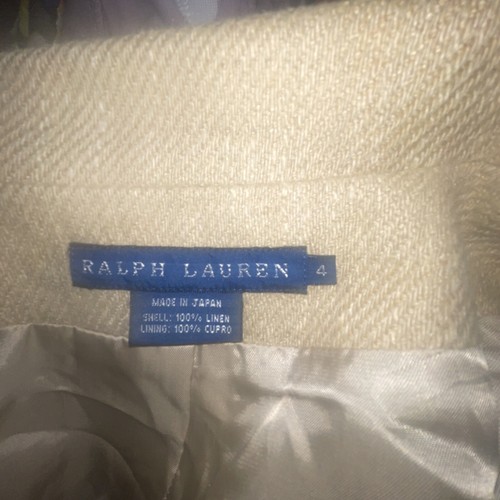 RALPH LAUREN 4
MADE IN JAPAN
SHELL: 100% LINEN
LINING: 100% CUPRO